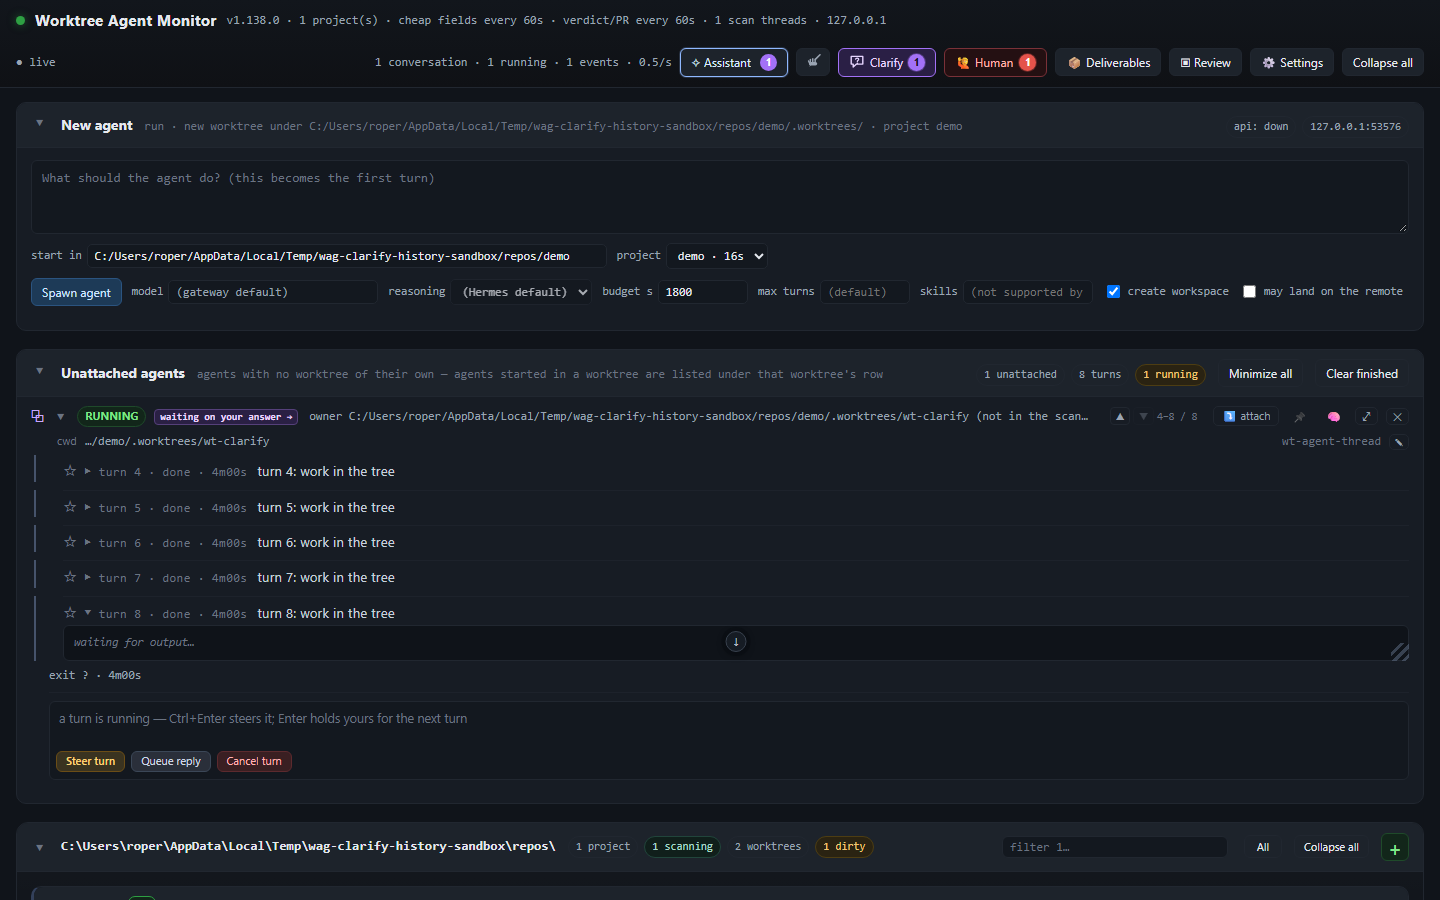 Worktree Agent Monitor v1.138.0 · 1 project(s) · cheap fields every 60s · verdict/PR every 60s · 1 scan threads · 127.0.0.1
live 1 conversation · 1 running · 1 events · 0.5/s Assistant 1 Clarify 1 Human 1 Deliverables Review Settings Collapse all
New agent run · new worktree under C:/Users/roper/AppData/Local/Temp/wag-clarify-history-sandbox/repos/demo/.worktrees/ · project demo api: down 127.0.0.1:53576
What should the agent do? (this becomes the first turn)
start in C:/Users/roper/AppData/Local/Temp/wag-clarify-history-sandbox/repos/demo project demo · 16s
Spawn agent model (gateway default) reasoning (Hermes default) budget s 1800 max turns (default) skills (not supported by create workspace may land on the remote
Unattached agents agents with no worktree of their own — agents started in a worktree are listed under that worktree's row 1 unattached 8 turns 1 running Minimize all Clear finished
RUNNING waiting on your answer → owner C:/Users/roper/AppData/Local/Temp/wag-clarify-history-sandbox/repos/demo/.worktrees/wt-clarify (not in the scan… 4–8 / 8 attach
cwd …/demo/.worktrees/wt-clarify wt-agent-thread
turn 4 · done · 4m00s turn 4: work in the tree
turn 5 · done · 4m00s turn 5: work in the tree
turn 6 · done · 4m00s turn 6: work in the tree
turn 7 · done · 4m00s turn 7: work in the tree
turn 8 · done · 4m00s turn 8: work in the tree
waiting for output…
exit ? · 4m00s
a turn is running — Ctrl+Enter steers it; Enter holds yours for the next turn
Steer turn Queue reply Cancel turn
C:\Users\roper\AppData\Local\Temp\wag-clarify-history-sandbox\repos\ 1 project 1 scanning 2 worktrees 1 dirty filter 1… All Collapse all +